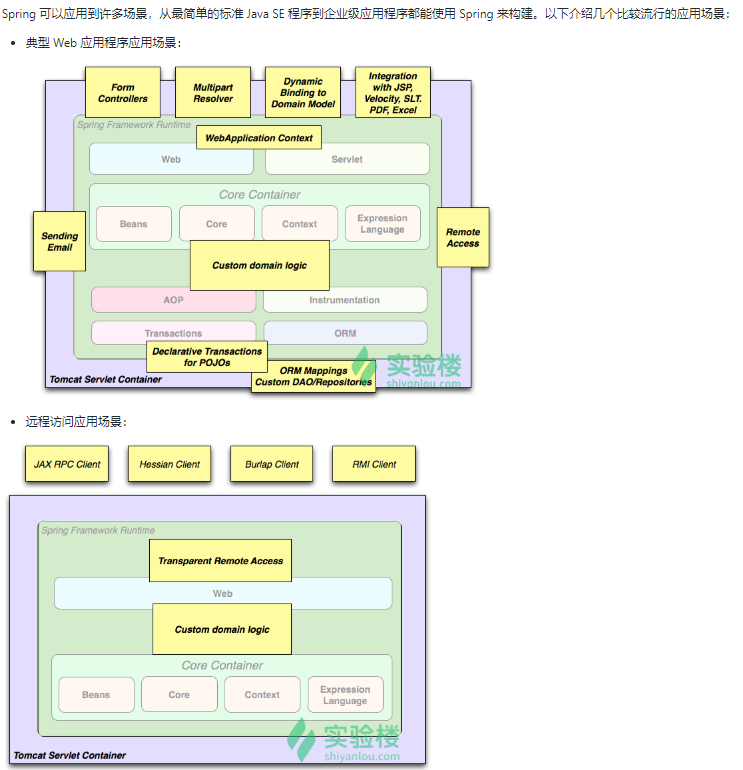 Spring 可以应用到许多场景，从最简单的标准 Java SE 程序到企业级应用程序都能使用 Spring 来构建。以下介绍几个比较流行的应用场景：
典型 Web 应用程序应用场景：
Form
Controllers
Multipart
Resolver
Dynamic
Binding to
Domain Model
Integration
with JSP,
Velocity, SLT.
PDF, Excel
Spring Framework Runtime
WebApplication Context
Web
Servlet
Core Container
Beans
Core
Context
Expression
Language
Sending
Email
Remote
Access
Custom domain logic
AOP
Instrumentation
Transactions
ORM
Declarative Transactions
for POJOs
ORM Mappings
Custom DAO/Repositories
Tomcat Servlet Container
实验楼
shiyanlou.com
远程访问应用场景：
JAX RPC Client
Hessian Client
Burlap Client
RMI Client
Spring Framework Runtime
Transparent Remote Access
Web
Custom domain logic
Core Container
Beans
Core
Context
Expression
Language
Tomcat Servlet Container
实验楼
shiyanlou.com